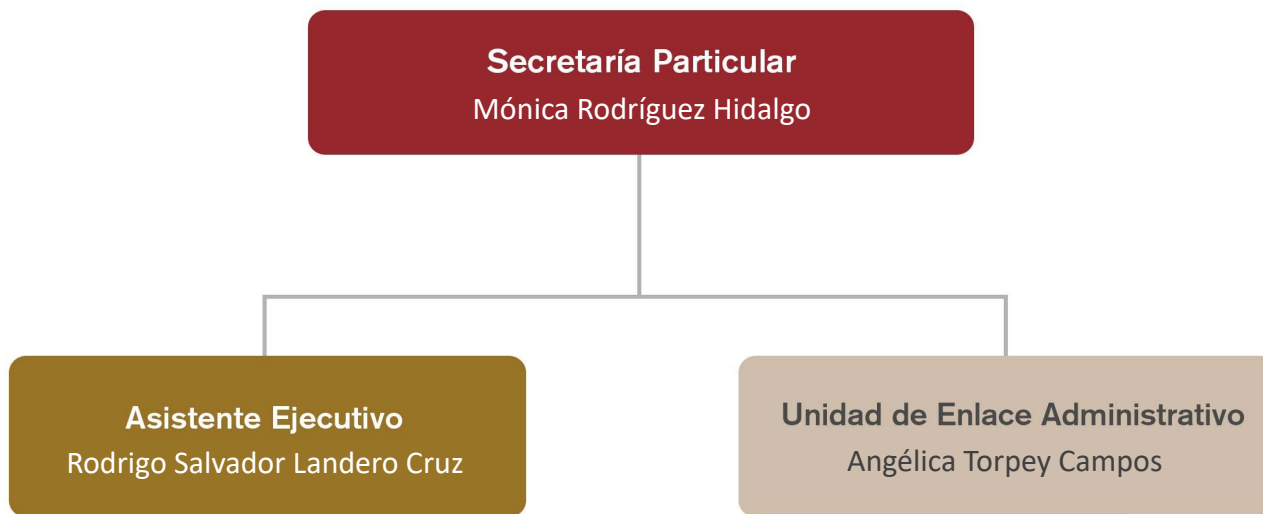 Secretaría Particular
Mónica Rodríguez Hidalgo
Asistente Ejecutivo
Rodrigo Salvador Landero Cruz
Unidad de Enlace Administrativo
Angélica Torpey Campos